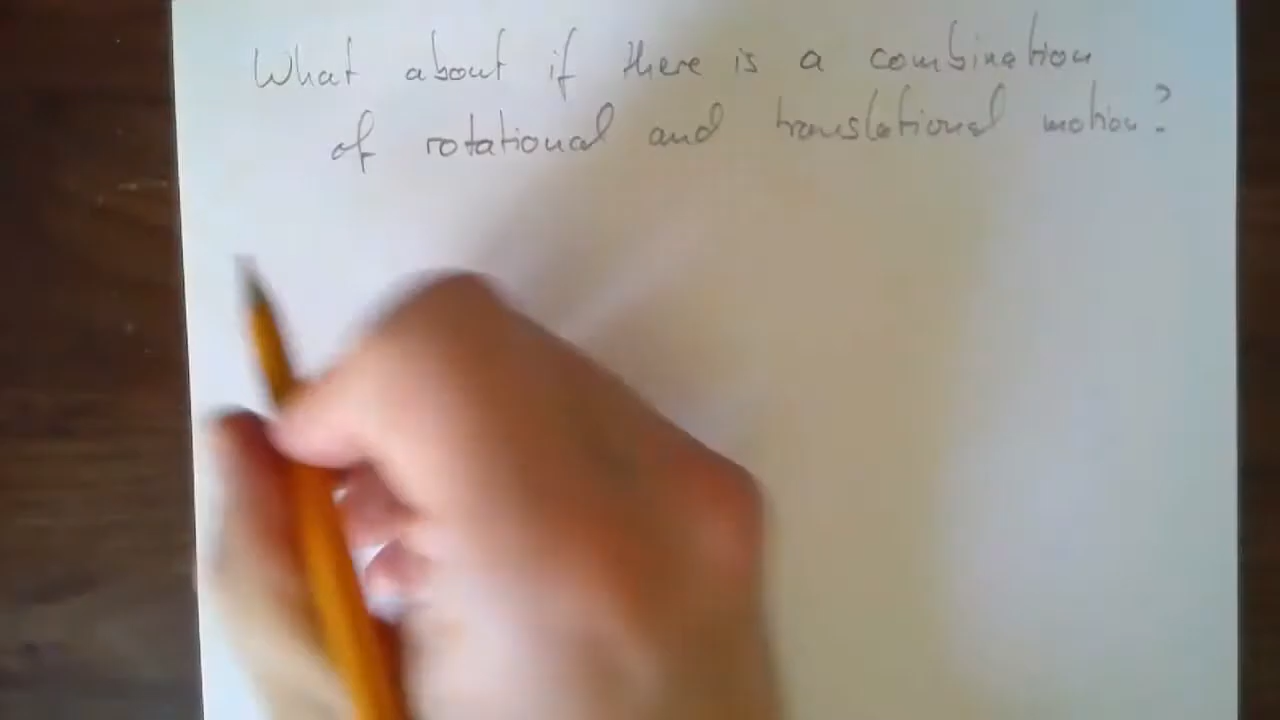 What about if there is a combination
of rotational and translational motion?